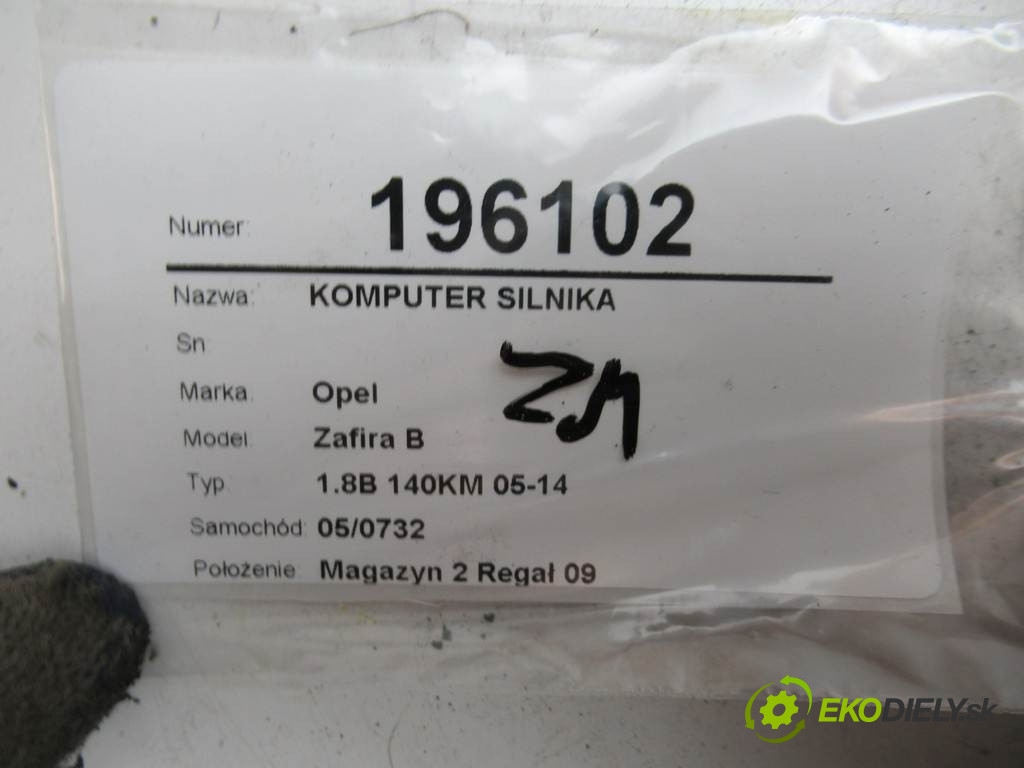 Numer: 196102
Nazwa: KOMPUTER SILNIKA
Sn
Marka: Opel
Model Zafira B
Typ 1.8B 140KM 05-14
Samochód: 05/0732
Położenie: Magazyn 2 Regał 09
EKODIELY.sk